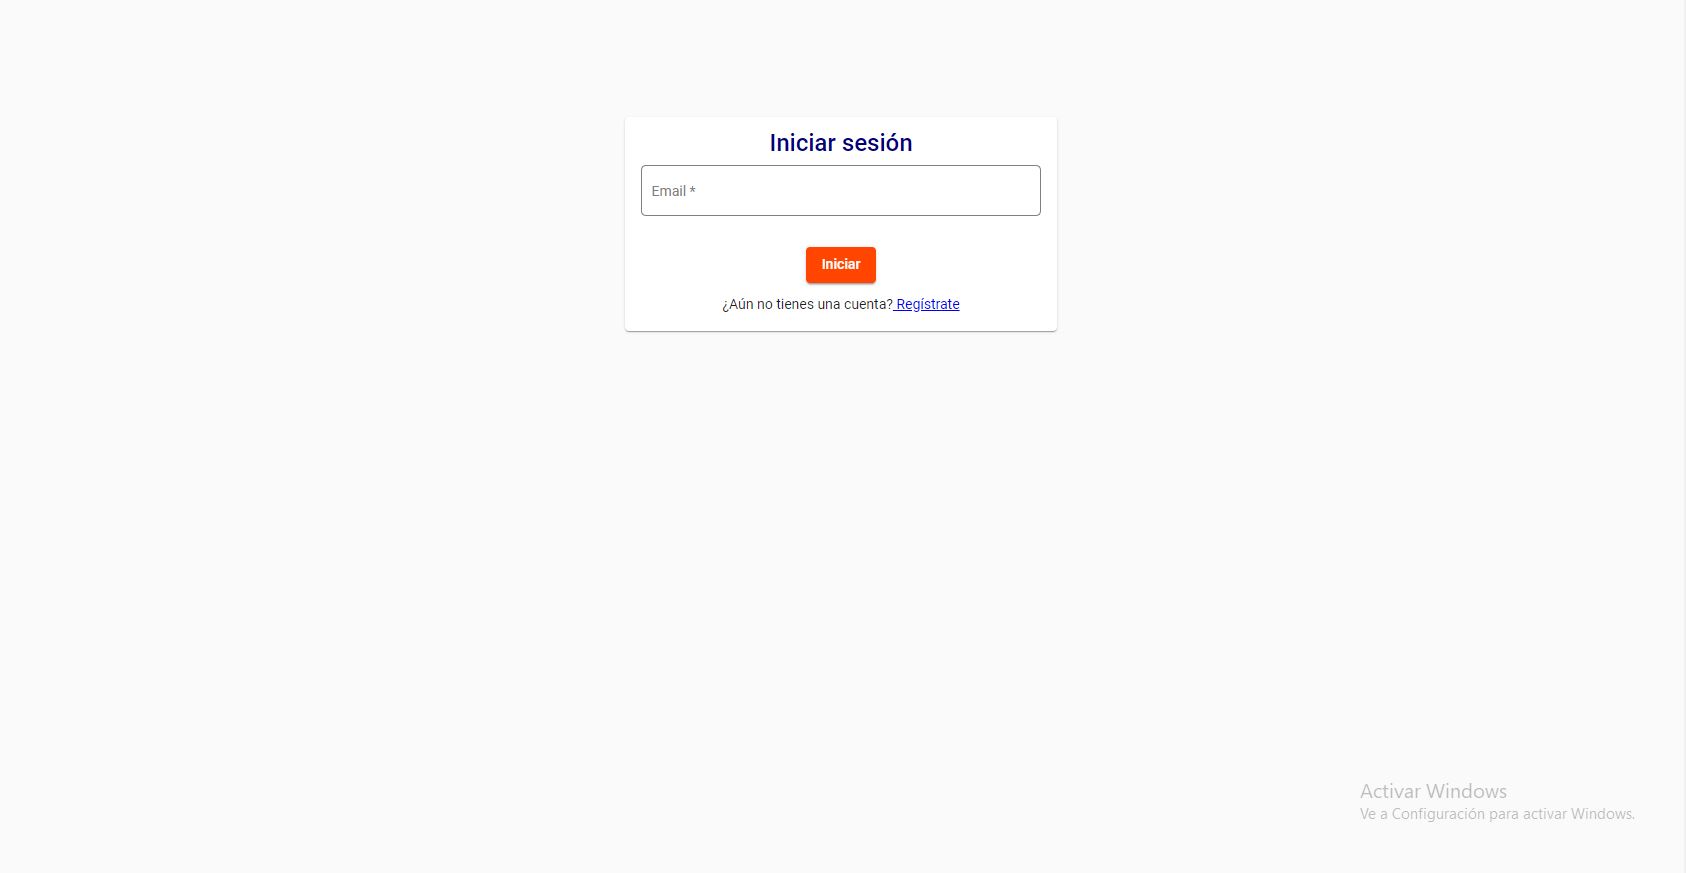 Iniciar sesión
Email *
Iniciar
¿Aún no tienes una cuenta? Regístrate
Activar Windows
Ve a Configuración para activar Windows.